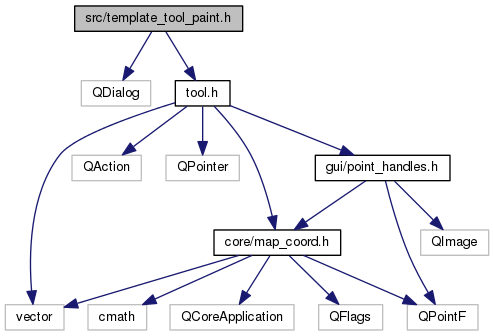 src/template_tool_paint.h
QDialog
tool.h
QAction
QPointer
gui/point_handles.h
core/map_coord.h
QImage
vector
cmath
QCoreApplication
QFlags
QPointF